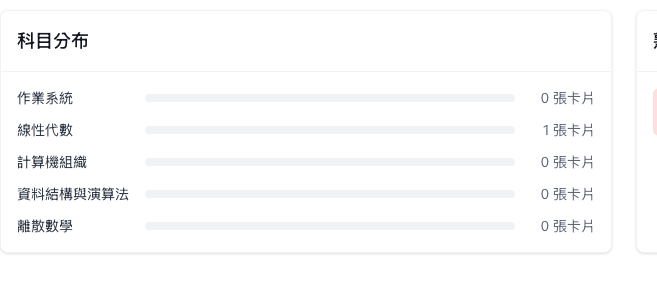 科目分布
作業系統 0 張卡片
線性代數 1 張卡片
計算機組織 0 張卡片
資料結構與演算法 0 張卡片
離散數學 0 張卡片